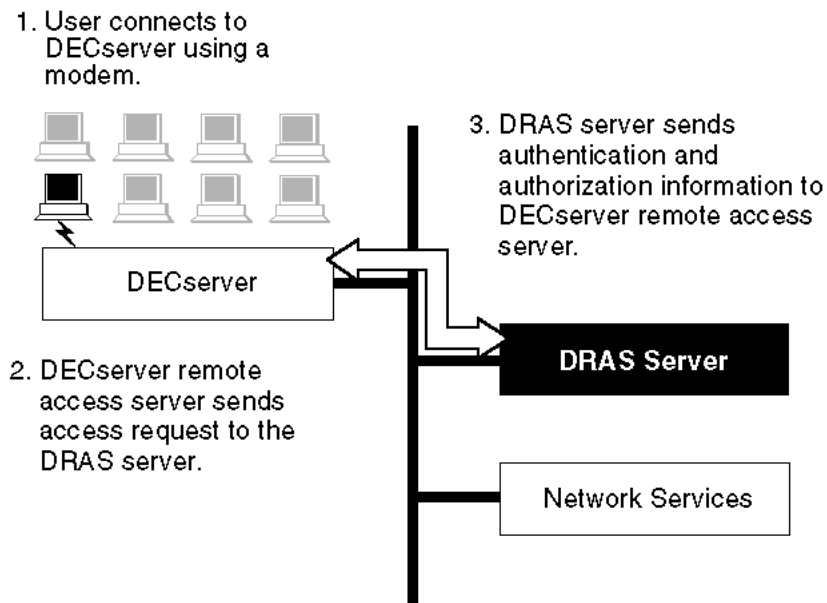 1. User connects to
DECserver using a
modem.
DECserver
2. DECserver remote
access server sends
access request to the
DRAS server.
3. DRAS server sends
authentication and
authorization information to
DECserver remote access
server.
DRAS Server
Network Services